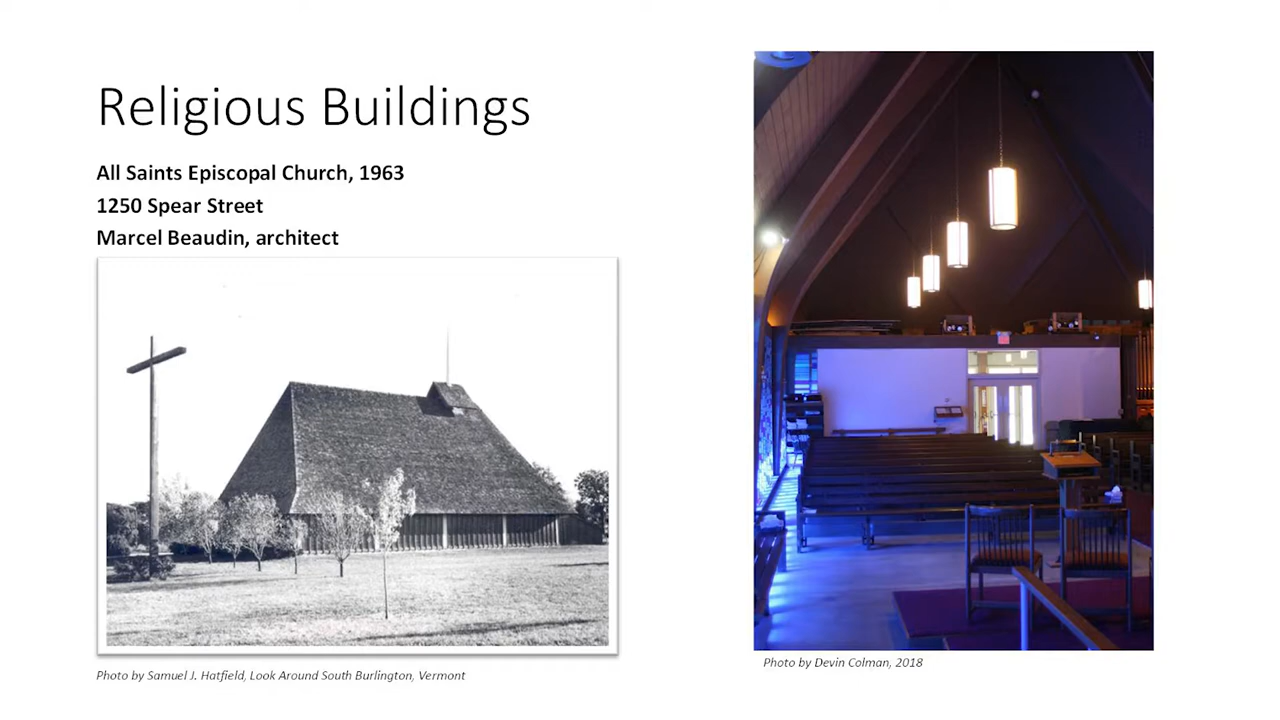 Religious Buildings
All Saints Episcopal Church, 1963
1250 Spear Street
Marcel Beaudin, architect
Photo by Samuel J. Hatfield, Look Around South Burlington, Vermont
Photo by Devin Colman, 2018